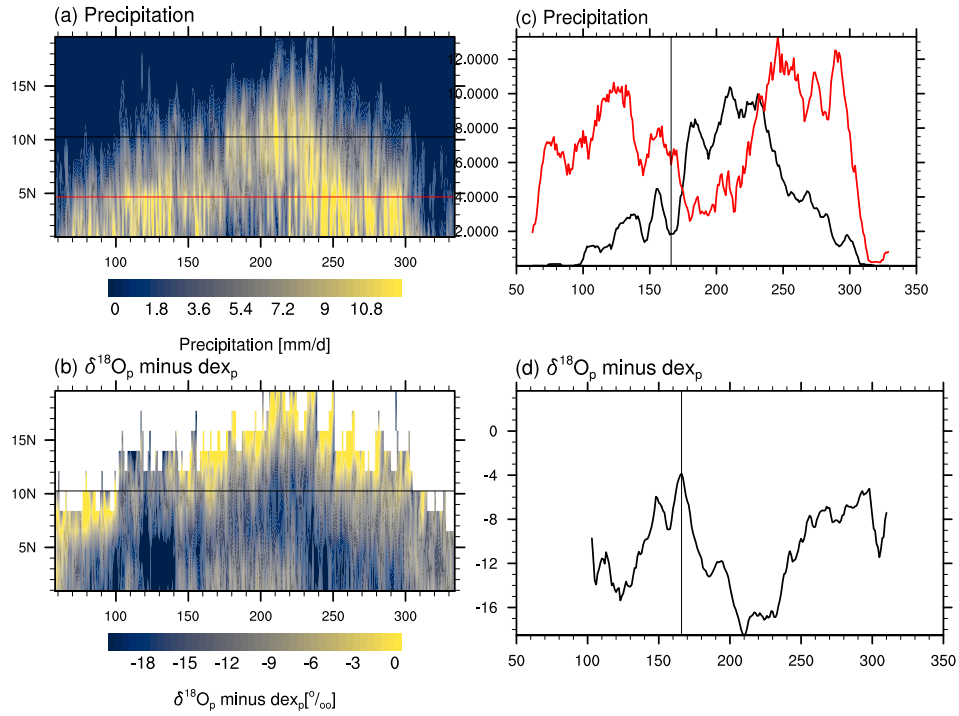 (a) Precipitation
15N
10N
5N
100 150 200 250 300
0 1.8 3.6 5.4 7.2 9 10.8
Precipitation [mm/d]
(c) Precipitation
12.0000
10.0000
8.0000
6.0000
4.0000
2.0000
50 100 150 200 250 300 350
(b) δ¹⁸Oₚ minus dexₚ
15N
10N
5N
100 150 200 250 300
-18 -15 -12 -9 -6 -3 0
δ¹⁸Oₚ minus dexₚ[º/ₒₒ]
(d) δ¹⁸Oₚ minus dexₚ
0
-4
-8
-12
-16
50 100 150 200 250 300 350